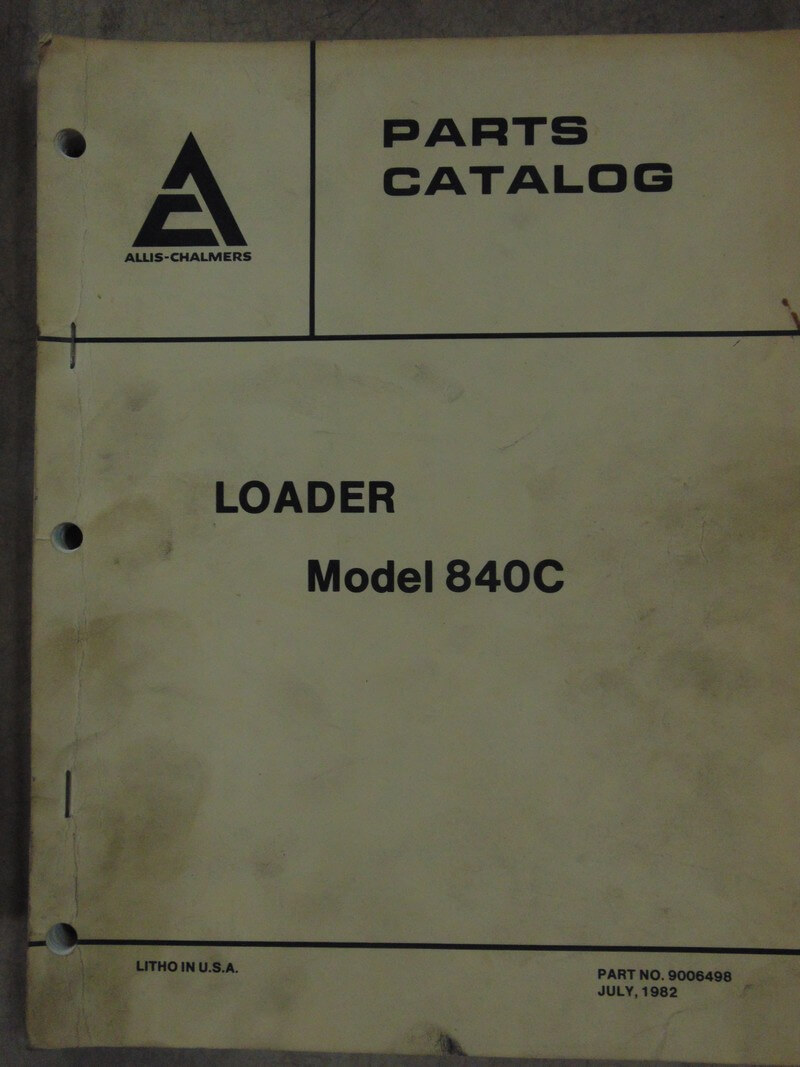 ALLIS-CHALMERS
PARTS
CATALOG
LOADER
Model 840C
LITHO IN U.S.A.
PART NO. 9006498
JULY, 1982